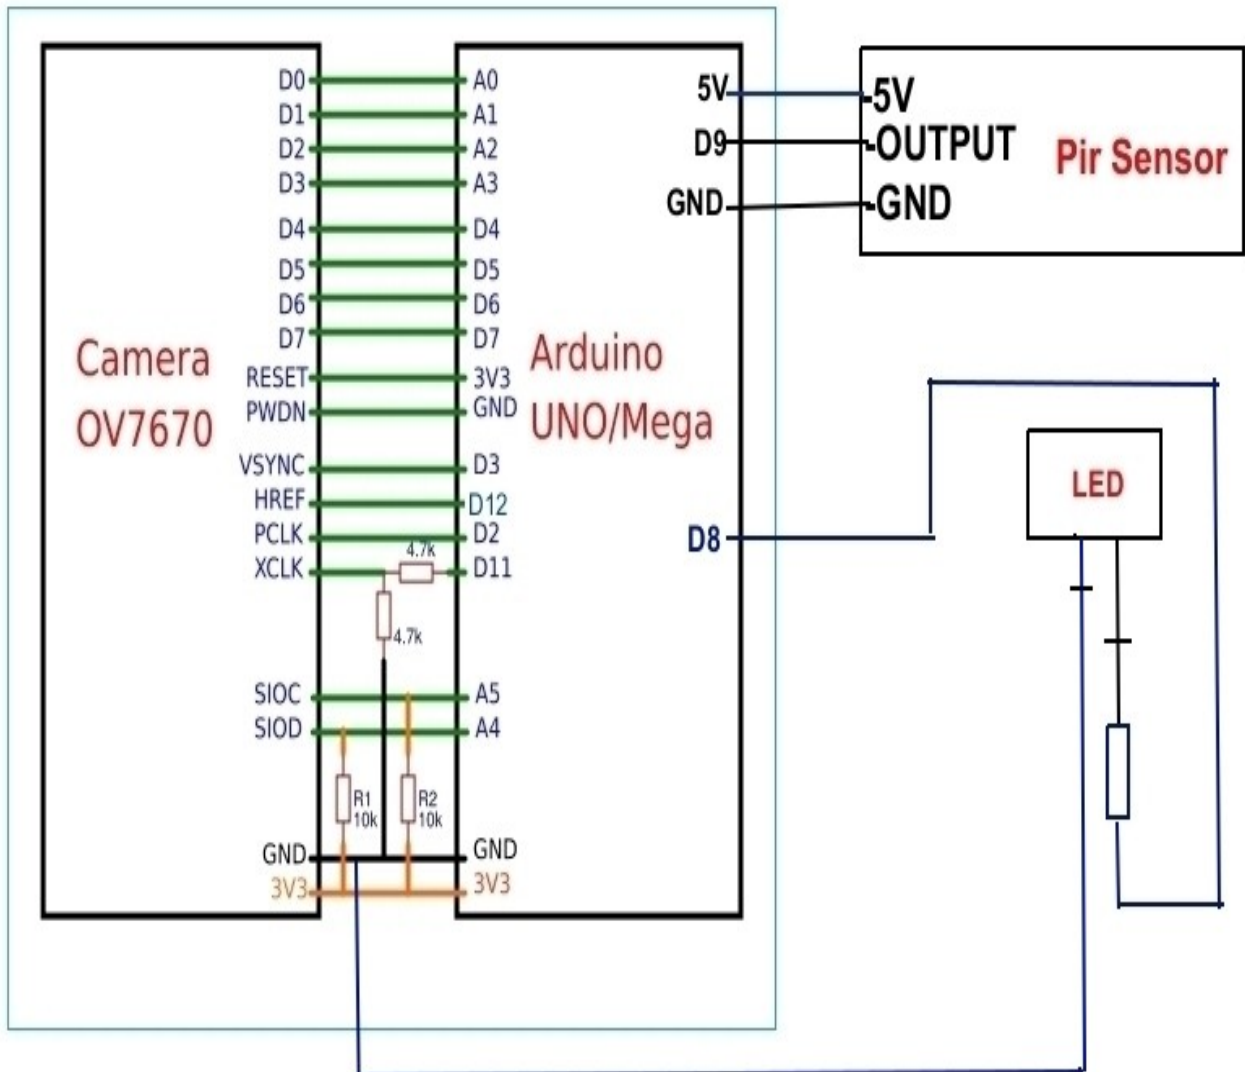 D0 A0
D1 A1
D2 A2
D3 A3
D4 D4
D5 D5
D6 D6
D7 D7
RESET 3V3
PWDN GND
VSYNC D3
HREF D12
PCLK D2
4.7k
XCLK D11
4.7k
SIOC A5
SIOD A4
R1 R2
10k 10k
GND GND
3V3 3V3
Camera
OV7670
Arduino
UNO/Mega
5V -5V
D9 -OUTPUT
GND -GND
Pir Sensor
D8
LED